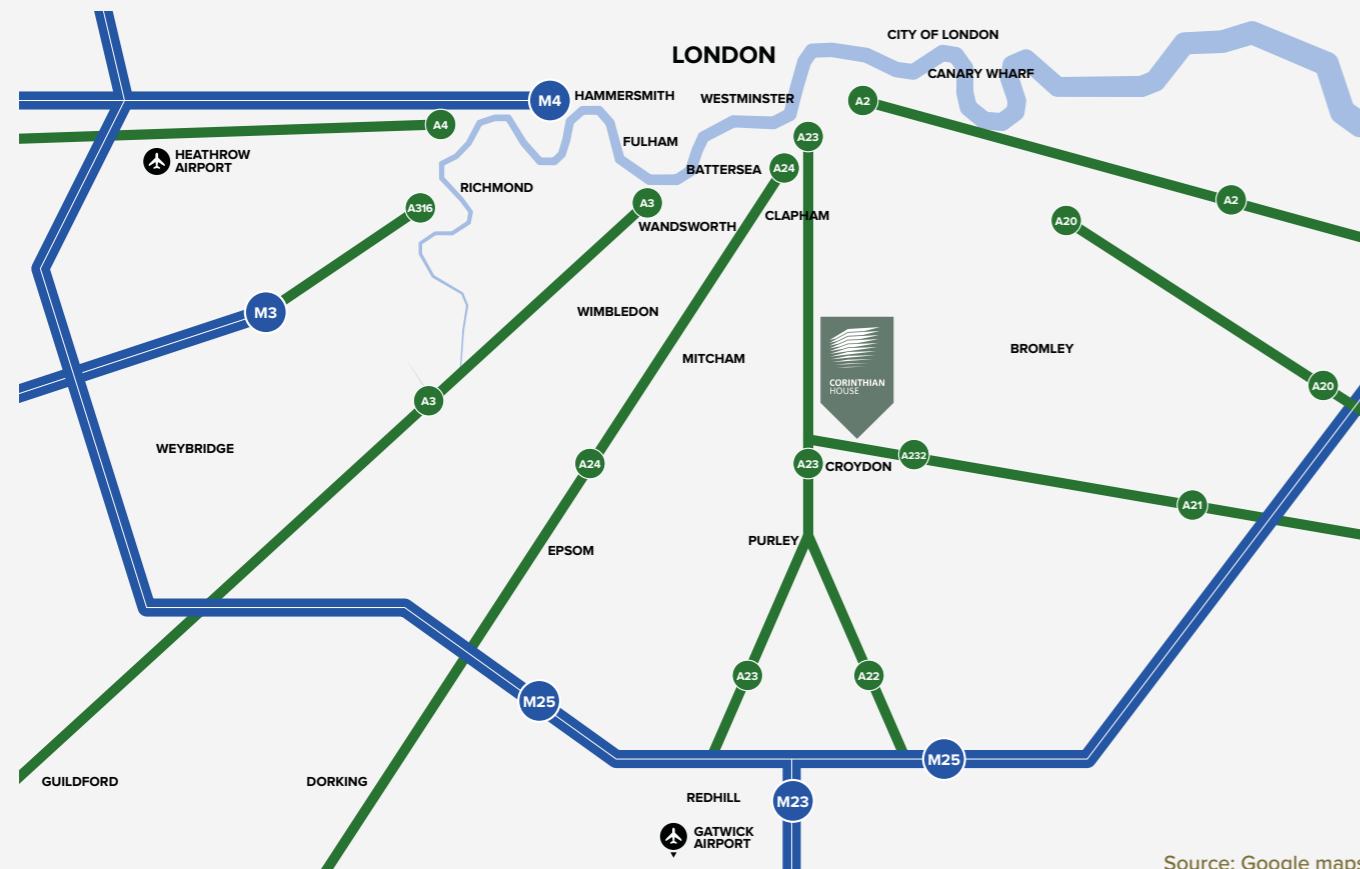 CITY OF LONDON
LONDON
CANARY WHARF
M4
HAMMERSMITH
WESTMINSTER
A2
A4
A23
FULHAM
HEATHROW
AIRPORT
BATTERSEA
A24
RICHMOND
A316
A3
A2
CLAPHAM
A20
WANDSWORTH
M3
WIMBLEDON
MITCHAM
BROMLEY
CORINTHIAN
HOUSE
A20
A3
WEYBRIDGE
A232
A24
A23
CROYDON
A21
PURLEY
EPSOM
A23
A22
M25
M25
GUILDFORD
DORKING
REDHILL
M23
GATWICK
AIRPORT
Source: Google maps